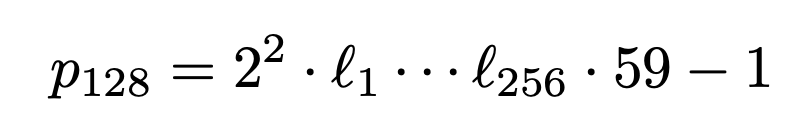 p₁₂₈ = 2² · ℓ₁ · · · ℓ₂₅₆ · 59 − 1